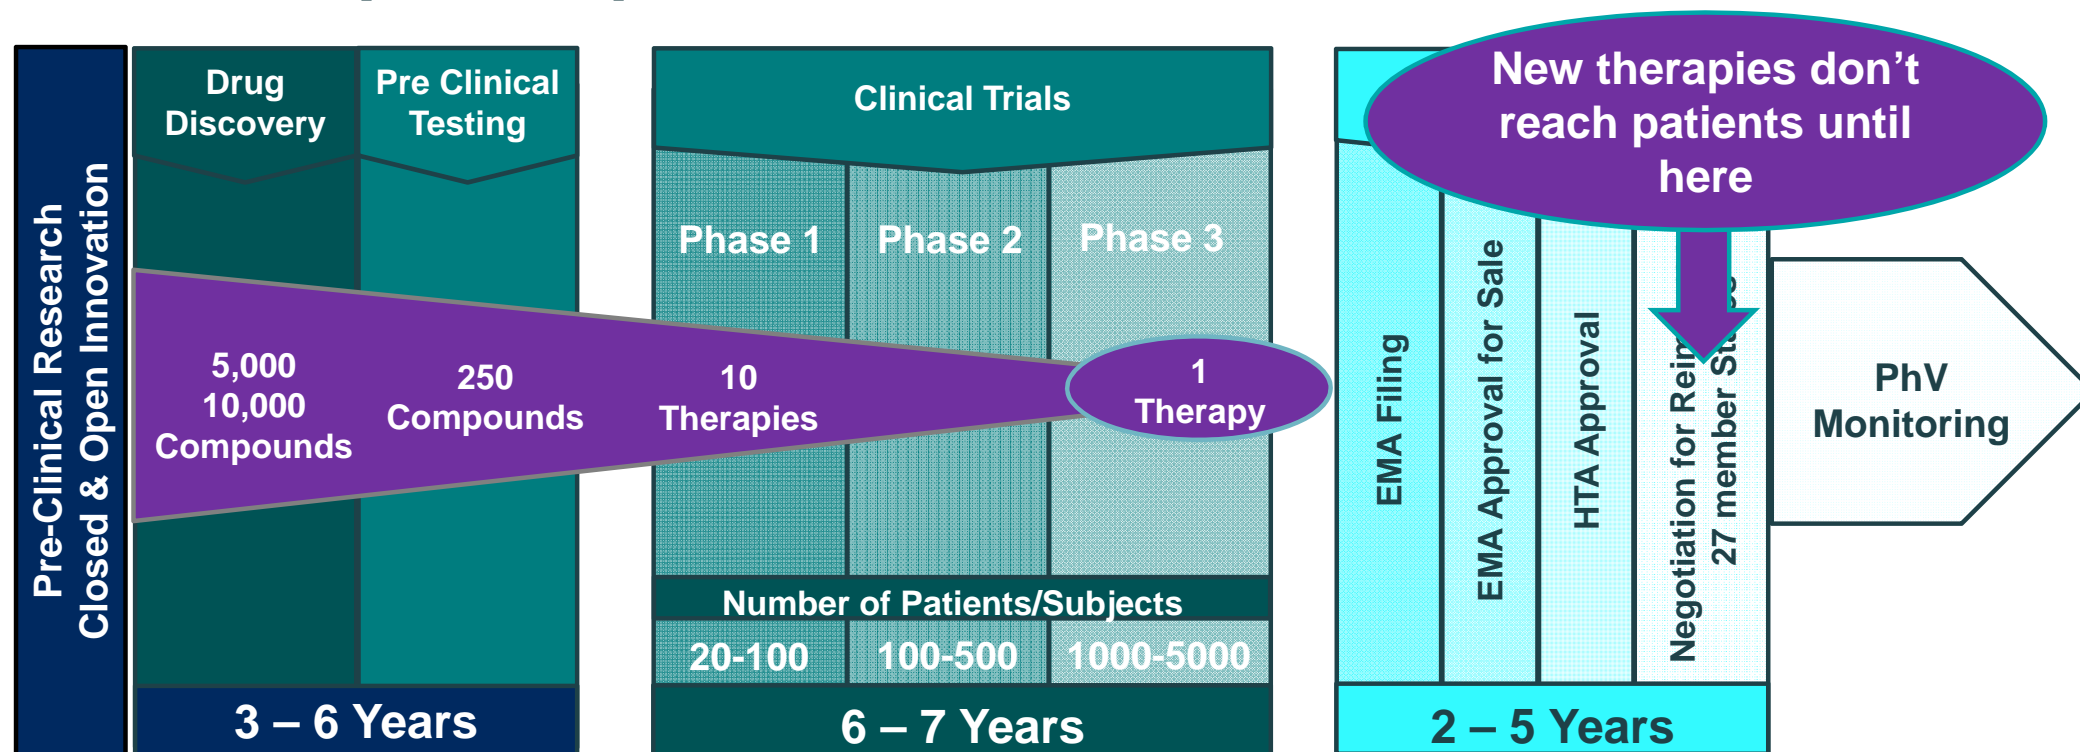 Pre-Clinical Research
Closed & Open Innovation
Drug
Discovery
Pre Clinical
Testing
5,000
10,000
Compounds
250
Compounds
3 – 6 Years
Clinical Trials
Phase 1
Phase 2
Phase 3
10
Therapies
1
Therapy
Number of Patients/Subjects
20-100
100-500
1000-5000
6 – 7 Years
New therapies don’t
reach patients until
here
EMA Filing
EMA Approval for Sale
HTA Approval
Negotiation for
27 member
2 – 5 Years
PhV
Monitoring